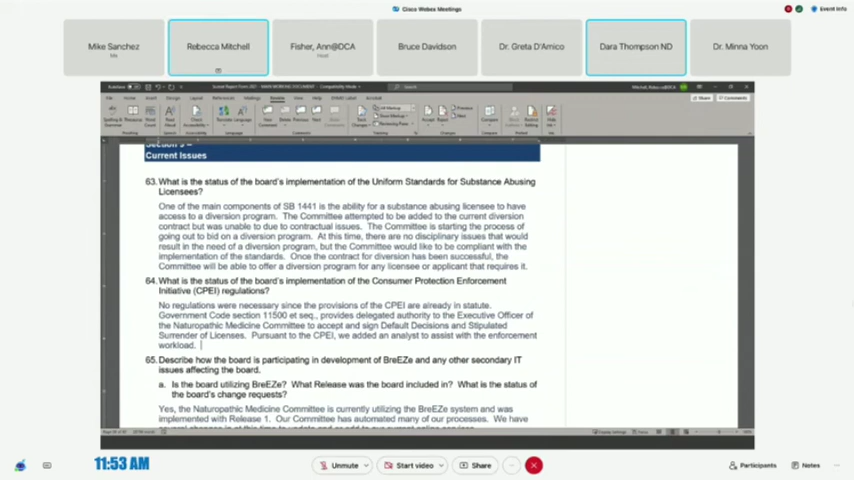 Cisco Webex Meetings
Event Info
Mike Sanchez
Me
Rebecca Mitchell
Fisher, Ann@DCA
Host
Bruce Davidson
Dr. Greta D'Amico
Dara Thompson ND
Dr. Minna Yoon
Search
File Home Insert Design Layout References Mailings Review View Help Acrobat
Share Comments
Current Issues
63. What is the status of the board's implementation of the Uniform Standards for Substance Abusing
Licensees?
One of the main components of SB 1441 is the ability for a substance abusing licensee to have
access to a diversion program. The Committee attempted to be added to the current diversion
contract but was unable to due to contractual issues. The Committee is starting the process of
going out to bid on a diversion program. At this time, there are no disciplinary issues that would
result in the need of a diversion program, but the Committee would like to be compliant with the
implementation of the standards. Once the contract for diversion has been successful, the
Committee will be able to offer a diversion program for any licensee or applicant that requires it.
64. What is the status of the board's implementation of the Consumer Protection Enforcement
Initiative (CPEI) regulations?
No regulations were necessary since the provisions of the CPEI are already in statute.
Government Code section 11500 et seq., provides delegated authority to the Executive Officer of
the Naturopathic Medicine Committee to accept and sign Default Decisions and Stipulated
Surrender of Licenses. Pursuant to the CPEI, we added an analyst to assist with the enforcement
workload.
65. Describe how the board is participating in development of BreEZe and any other secondary IT
issues affecting the board.
a. Is the board utilizing BreEZe? What Release was the board included in? What is the status of
the board's change requests?
Yes, the Naturopathic Medicine Committee is currently utilizing the BreEZe system and was
implemented with Release 1. Our Committee has automated many of our processes. We have
11:53 AM
Unmute
Start video
Share
Participants
Notes